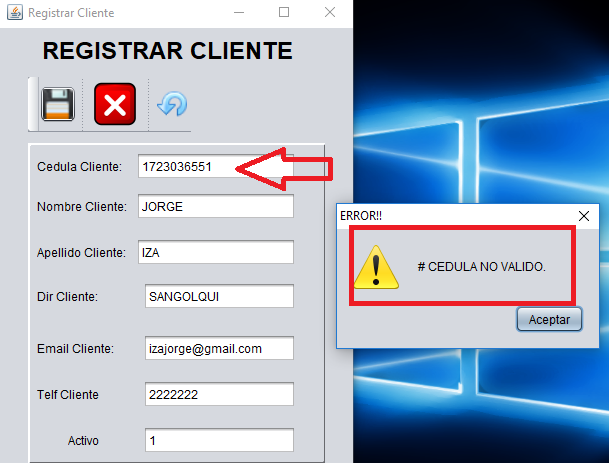 Registrar Cliente
REGISTRAR CLIENTE
Cedula Cliente: 1723036551
Nombre Cliente: JORGE
Apellido Cliente: IZA
Dir Cliente: SANGOLQUI
Email Cliente: izajorge@gmail.com
Telf Cliente 2222222
Activo 1
ERROR!!
# CEDULA NO VALIDO.
Aceptar